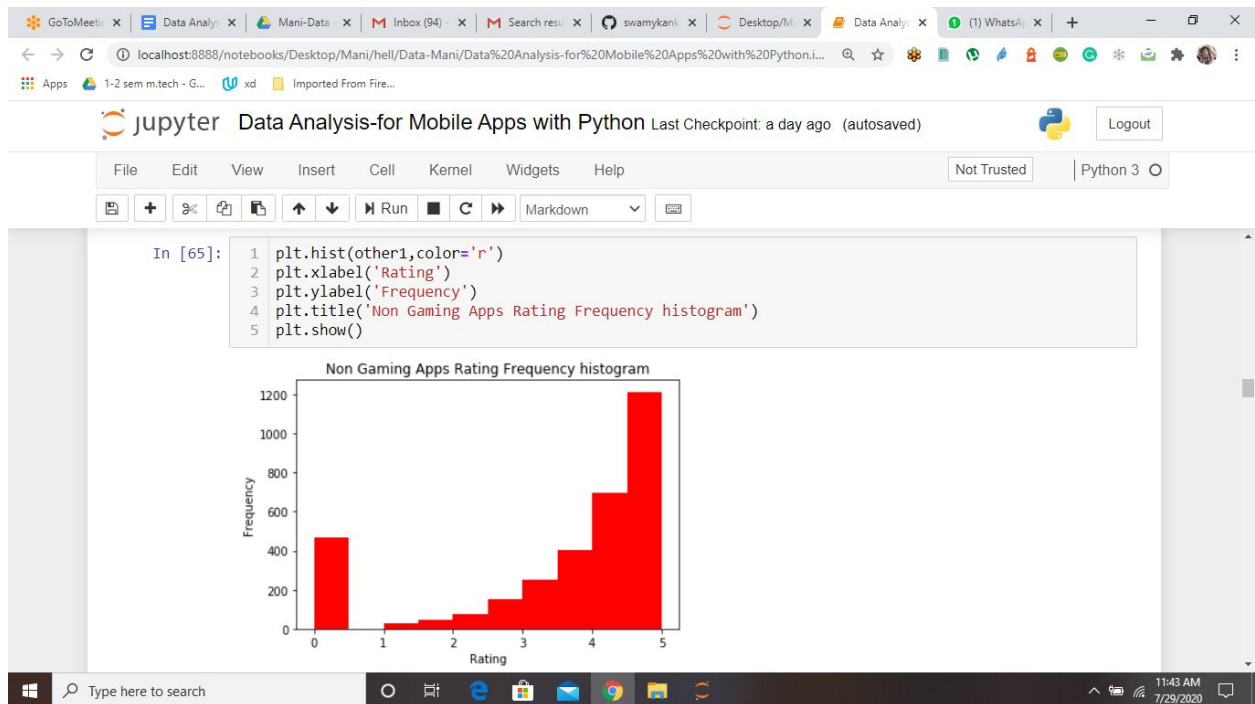 GoToMeetin
Data Analys
Mani-Data
Inbox (94)
Search resu
swamykank
Desktop/M
Data Analys
(1) WhatsAp
localhost:8888/notebooks/Desktop/Mani/hell/Data-Mani/Data%20Analysis-for%20Mobile%20Apps%20with%20Python.i...
Apps
1-2 sem m.tech - G...
xd
Imported From Fire...
jupyter Data Analysis-for Mobile Apps with Python Last Checkpoint: a day ago (autosaved)
Logout
File Edit View Insert Cell Kernel Widgets Help
Not Trusted
Python 3
Run
Markdown
In [65]:
1 plt.hist(other1,color='r')
2 plt.xlabel('Rating')
3 plt.ylabel('Frequency')
4 plt.title('Non Gaming Apps Rating Frequency histogram')
5 plt.show()
Non Gaming Apps Rating Frequency histogram
1200
1000
800
600
400
200
0
Frequency
0 1 2 3 4 5
Rating
Type here to search
11:43 AM
7/29/2020